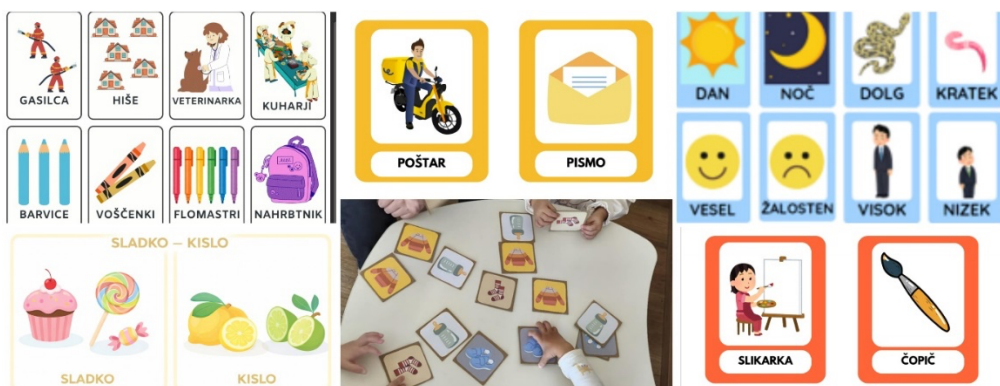 GASILCA HIŠE VETERINARKA KUHARJI
BARVICE VOŠČENKI FLOMASTRI NAHRBTNIK
POŠTAR PISMO
DAN NOČ DOLG KRATEK
VESEL ŽALOSTEN VISOK NIZEK
SLADKO – KISLO
SLADKO KISLO
SLIKARKA ČOPIČ